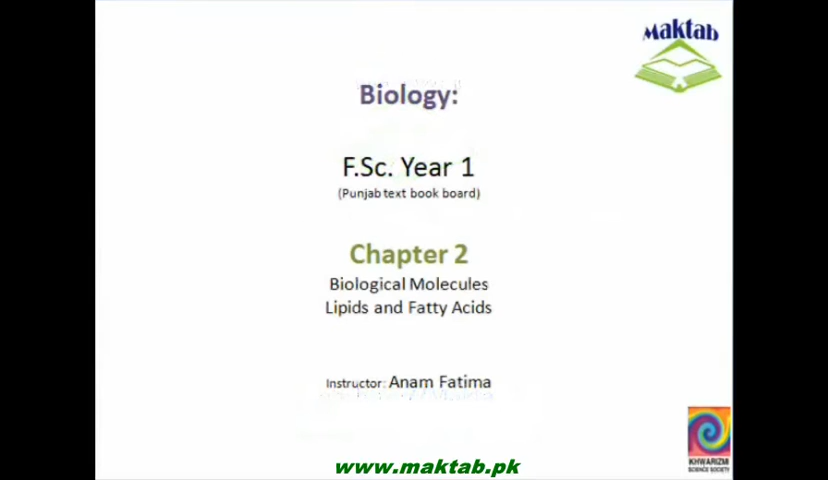 Maktab
Biology:
F.Sc. Year 1
(Punjab text book board)
Chapter 2
Biological Molecules
Lipids and Fatty Acids
Instructor: Anam Fatima
www.maktab.pk
KHWARIZMI
SCIENCE SOCIETY